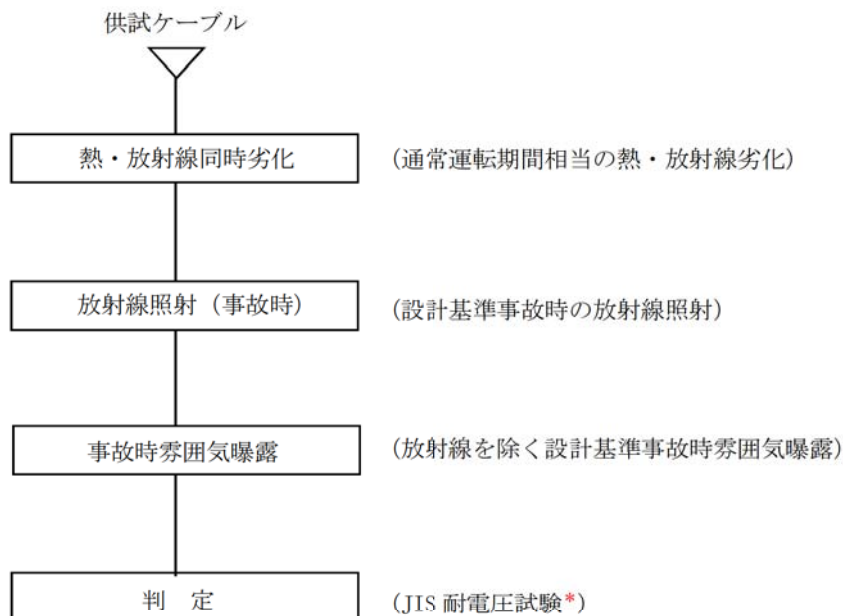 供試ケーブル
熱・放射線同時劣化 (通常運転期間相当の熱・放射線劣化)
放射線照射（事故時） (設計基準事故時の放射線照射)
事故時雰囲気曝露 (放射線を除く設計基準事故時雰囲気曝露)
判 定 (JIS 耐電圧試験*)